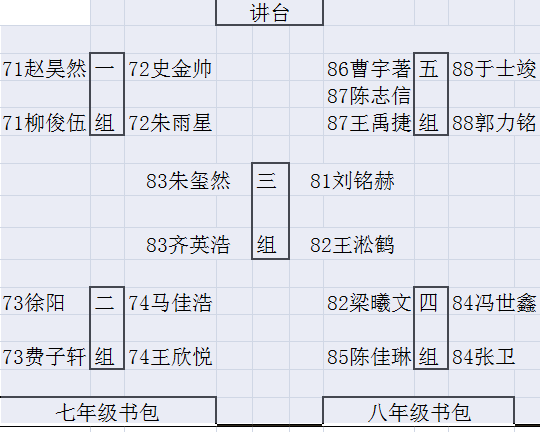 讲台
71赵昊然 一 72史金帅 86曹宇著 五 88于士竣
87陈志信
71柳俊伍 组 72朱雨星 87王禹捷 组 88郭力铭
83朱玺然 三 81刘铭赫
83齐英浩 组 82王淞鹤
73徐阳 二 74马佳浩 82梁曦文 四 84冯世鑫
73费子轩 组 74王欣悦 85陈佳琳 组 84张卫
七年级书包 八年级书包